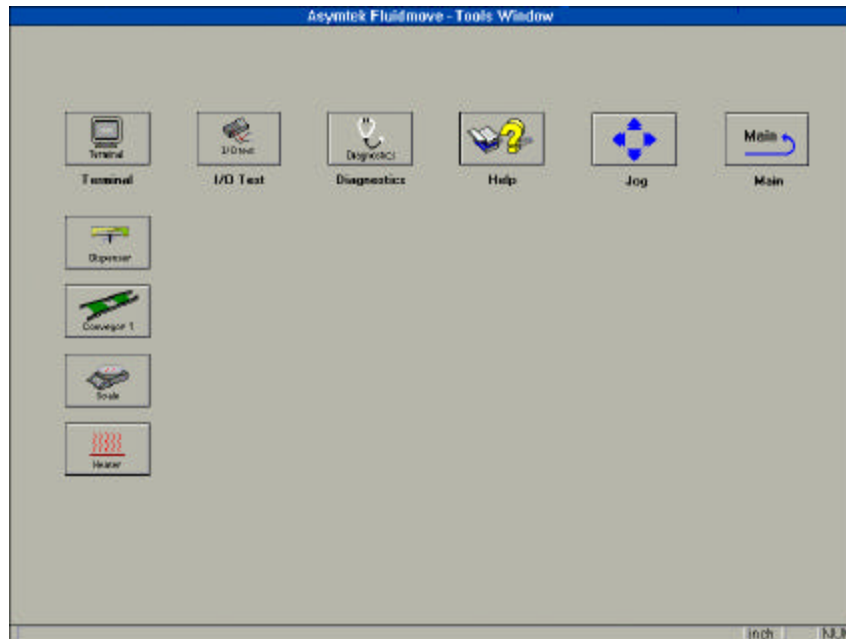 Asymtek Fluidmove - Tools Window
Terminal
I/O test
Diagnostics
Main
Terminal
I/O Test
Diagnostics
Help
Jog
Main
Dispenser
Conveyor 1
Scale
Heater
inch
NUM